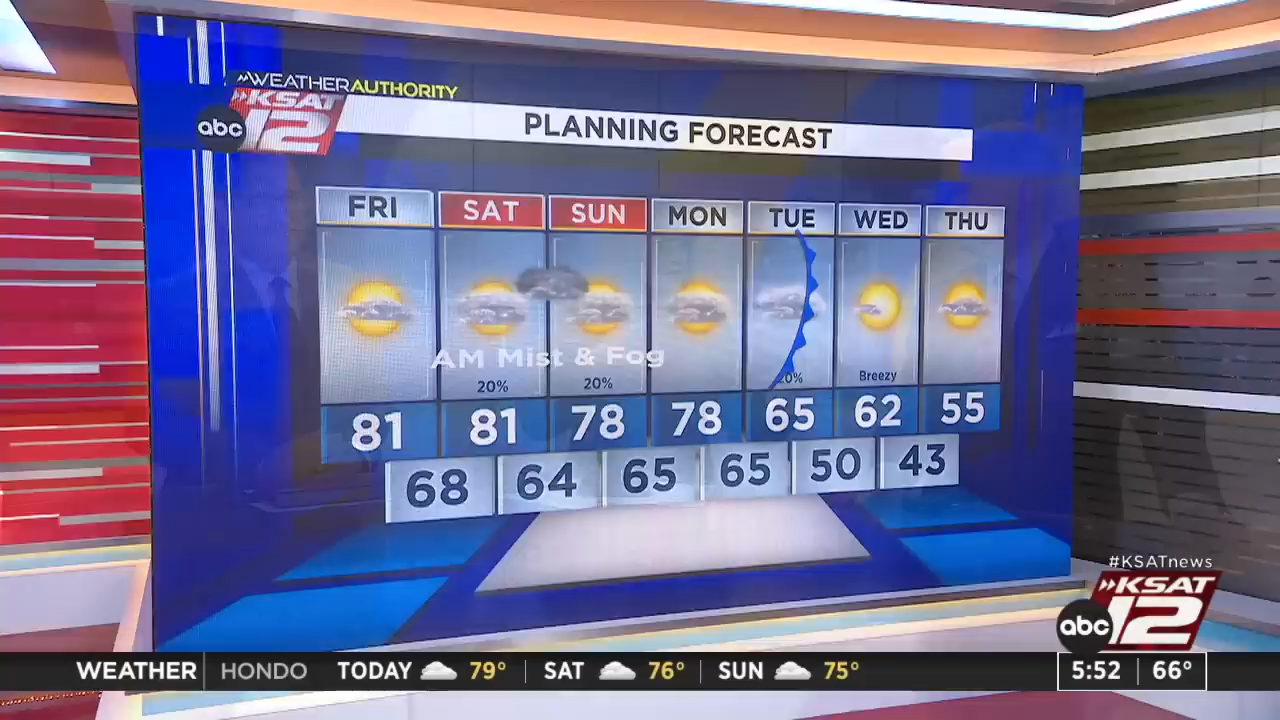 WEATHERAUTHORITY
KSAT
abc 12
PLANNING FORECAST
FRI SAT SUN MON TUE WED THU
AM Mist & Fog
20% 20% 20% Breezy
81 81 78 78 65 62 55
68 64 65 65 50 43
#KSATnews
KSAT
abc 12
WEATHER HONDO TODAY 79° SAT 76° SUN 75° 5:52 66°